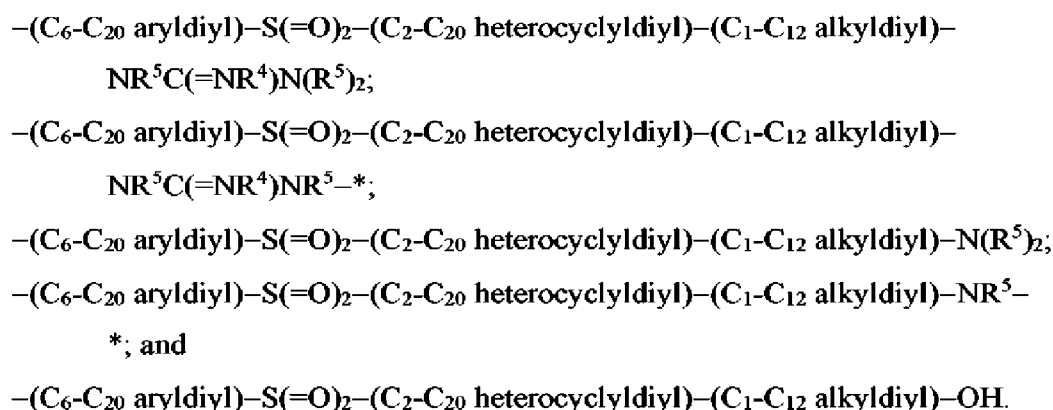 –(C₆-C₂₀ aryldiyl)–S(=O)₂–(C₂-C₂₀ heterocyclyldiyl)–(C₁-C₁₂ alkyldiyl)–
NR⁵C(=NR⁴)N(R⁵)₂;
–(C₆-C₂₀ aryldiyl)–S(=O)₂–(C₂-C₂₀ heterocyclyldiyl)–(C₁-C₁₂ alkyldiyl)–
NR⁵C(=NR⁴)NR⁵–*;
–(C₆-C₂₀ aryldiyl)–S(=O)₂–(C₂-C₂₀ heterocyclyldiyl)–(C₁-C₁₂ alkyldiyl)–N(R⁵)₂;
–(C₆-C₂₀ aryldiyl)–S(=O)₂–(C₂-C₂₀ heterocyclyldiyl)–(C₁-C₁₂ alkyldiyl)–NR⁵–
*; and
–(C₆-C₂₀ aryldiyl)–S(=O)₂–(C₂-C₂₀ heterocyclyldiyl)–(C₁-C₁₂ alkyldiyl)–OH.